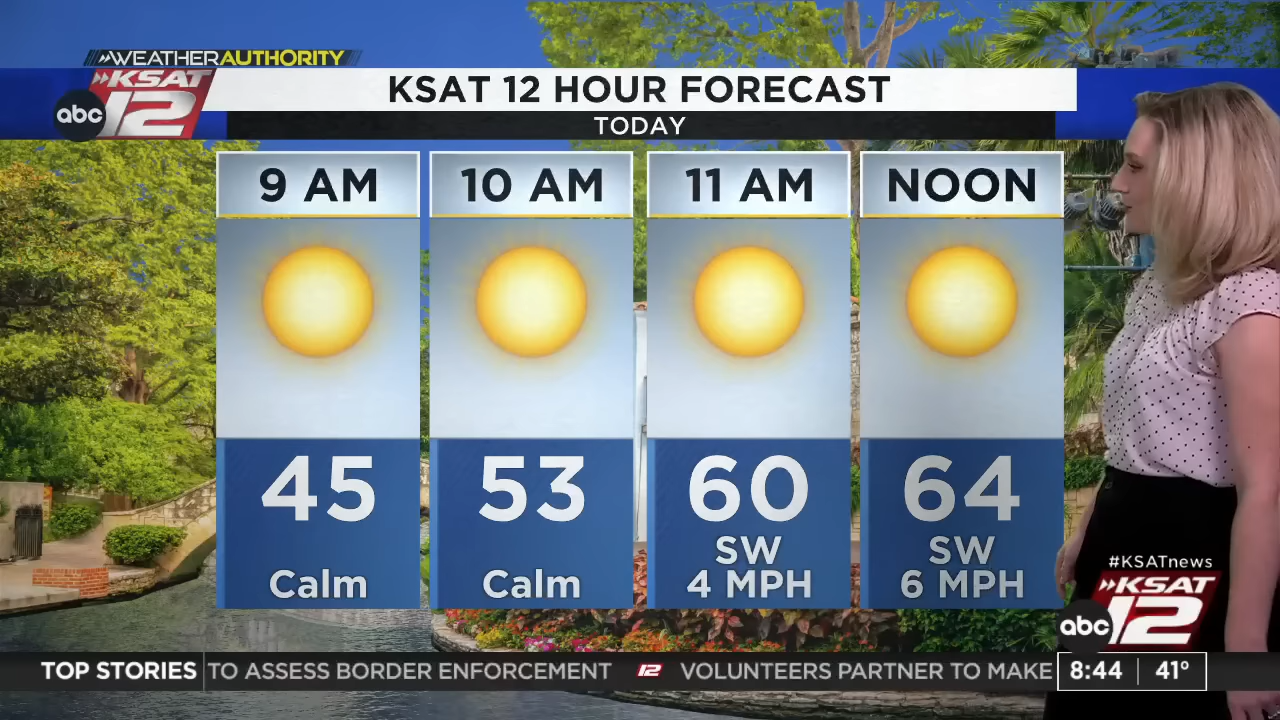 WEATHERAUTHORITY
KSAT
abc 12
KSAT 12 HOUR FORECAST
TODAY
9 AM
10 AM
11 AM
NOON
45
53
60
64
Calm
Calm
SW
4 MPH
SW
6 MPH
#KSATnews
KSAT
abc 12
TOP STORIES TO ASSESS BORDER ENFORCEMENT 12 VOLUNTEERS PARTNER TO MAKE 8:44 41°